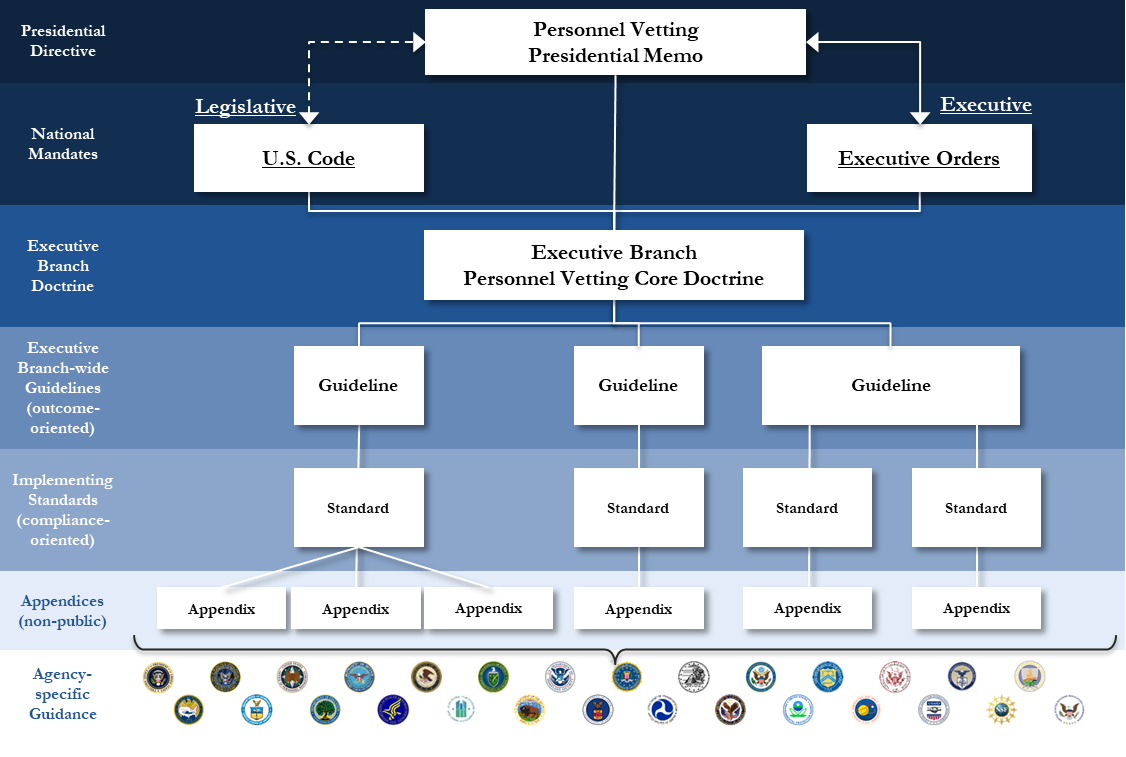 Presidential
Directive
Personnel Vetting
Presidential Memo
National
Mandates
Legislative
Executive
U.S. Code
Executive Orders
Executive
Branch
Doctrine
Executive Branch
Personnel Vetting Core Doctrine
Executive
Branch-wide
Guidelines
(outcome-
oriented)
Guideline
Guideline
Guideline
Implementing
Standards
(compliance-
oriented)
Standard
Standard
Standard
Standard
Appendices
(non-public)
Appendix
Appendix
Appendix
Appendix
Appendix
Appendix
Agency-
specific
Guidance